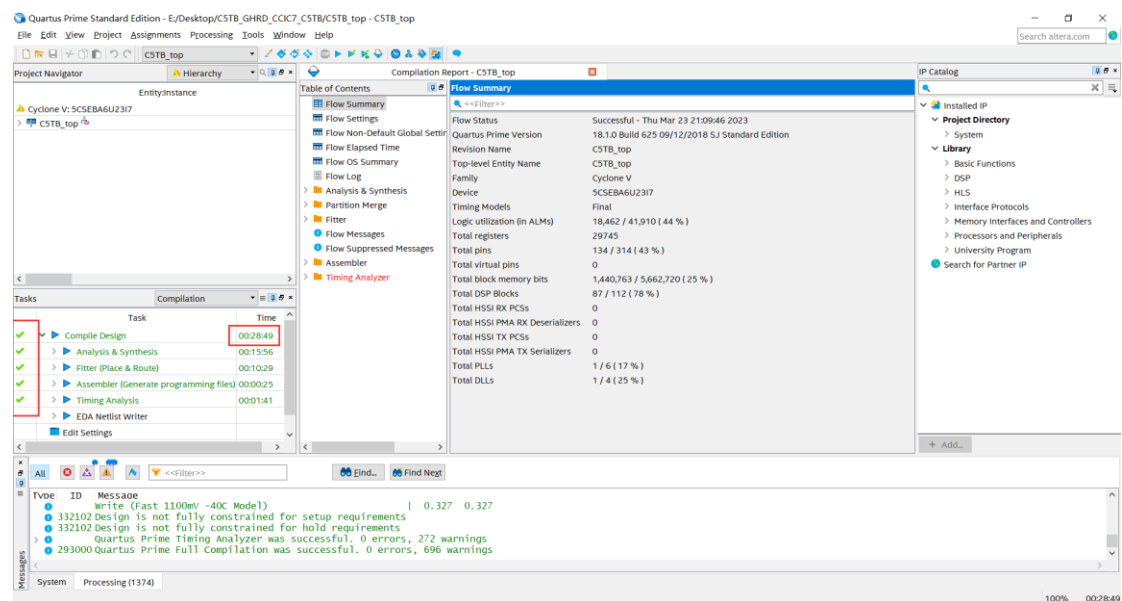 Quartus Prime Standard Edition - E:/Desktop/C5TB_GHRD_CCIC7_C5TB/C5TB_top - C5TB_top
File Edit View Project Assignments Processing Tools Window Help
Search altera.com
C5TB_top
Project Navigator
Hierarchy
Entity:Instance
Cyclone V: 5CSEBA6U23I7
C5TB_top
Compilation Report - C5TB_top
Table of Contents
Flow Summary
Flow Settings
Flow Non-Default Global Settir
Flow Elapsed Time
Flow OS Summary
Flow Log
Analysis & Synthesis
Partition Merge
Fitter
Flow Messages
Flow Suppressed Messages
Assembler
Timing Analyzer
Flow Summary
<<Filter>>
Flow Status Successful - Thu Mar 23 21:09:46 2023
Quartus Prime Version 18.1.0 Build 625 09/12/2018 SJ Standard Edition
Revision Name C5TB_top
Top-level Entity Name C5TB_top
Family Cyclone V
Device 5CSEBA6U23I7
Timing Models Final
Logic utilization (in ALMs) 18,462 / 41,910 ( 44 % )
Total registers 29745
Total pins 134 / 314 ( 43 % )
Total virtual pins 0
Total block memory bits 1,440,763 / 5,662,720 ( 25 % )
Total DSP Blocks 87 / 112 ( 78 % )
Total HSSI RX PCSs 0
Total HSSI PMA RX Deserializers 0
Total HSSI TX PCSs 0
Total HSSI PMA TX Serializers 0
Total PLLs 1 / 6 ( 17 % )
Total DLLs 1 / 4 ( 25 % )
IP Catalog
Installed IP
Project Directory
System
Library
Basic Functions
DSP
HLS
Interface Protocols
Memory Interfaces and Controllers
Processors and Peripherals
University Program
Search for Partner IP
+ Add...
Tasks
Compilation
Task Time
Compile Design 00:28:49
Analysis & Synthesis 00:15:56
Fitter (Place & Route) 00:10:29
Assembler (Generate programming files) 00:00:25
Timing Analysis 00:01:41
EDA Netlist Writer
Edit Settings
All
<<Filter>>
Find...
Find Next
Type ID Message
Write (Fast 1100mV -40C Model) | 0.327 0.327
332102 Design is not fully constrained for setup requirements
332102 Design is not fully constrained for hold requirements
Quartus Prime Timing Analyzer was successful. 0 errors, 272 warnings
293000 Quartus Prime Full Compilation was successful. 0 errors, 696 warnings
Messages
System Processing (1374)
100% 00:28:49